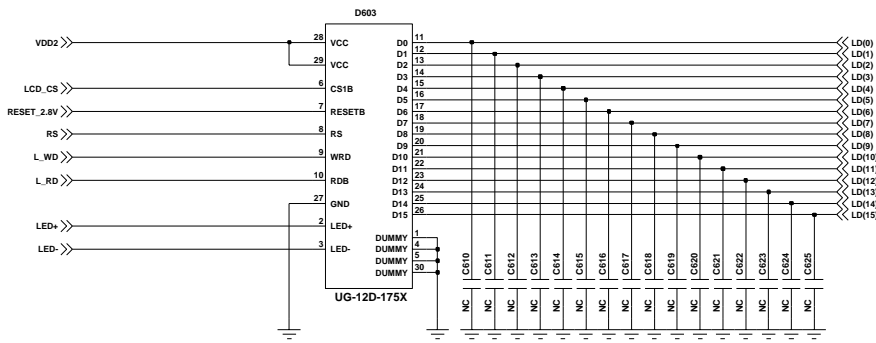 D603
VDD2 28 VCC D0 11 LD(0)
D1 12 LD(1)
29 VCC D2 13 LD(2)
D3 14 LD(3)
LCD_CS 6 CS1B D4 15 LD(4)
D5 16 LD(5)
RESET_2.8V 7 RESETB D6 17 LD(6)
D7 18 LD(7)
RS 8 RS D8 19 LD(8)
D9 20 LD(9)
L_WD 9 WRD D10 21 LD(10)
D11 22 LD(11)
L_RD 10 RDB D12 23 LD(12)
D13 24 LD(13)
27 GND D14 25 LD(14)
D15 26 LD(15)
LED+ 2 LED+
DUMMY 1
LED- 3 LED- DUMMY 4
DUMMY 5
DUMMY 30
UG-12D-175X
C610 C611 C612 C613 C614 C615 C616 C617 C618 C619 C620 C621 C622 C623 C624 C625
NC NC NC NC NC NC NC NC NC NC NC NC NC NC NC NC